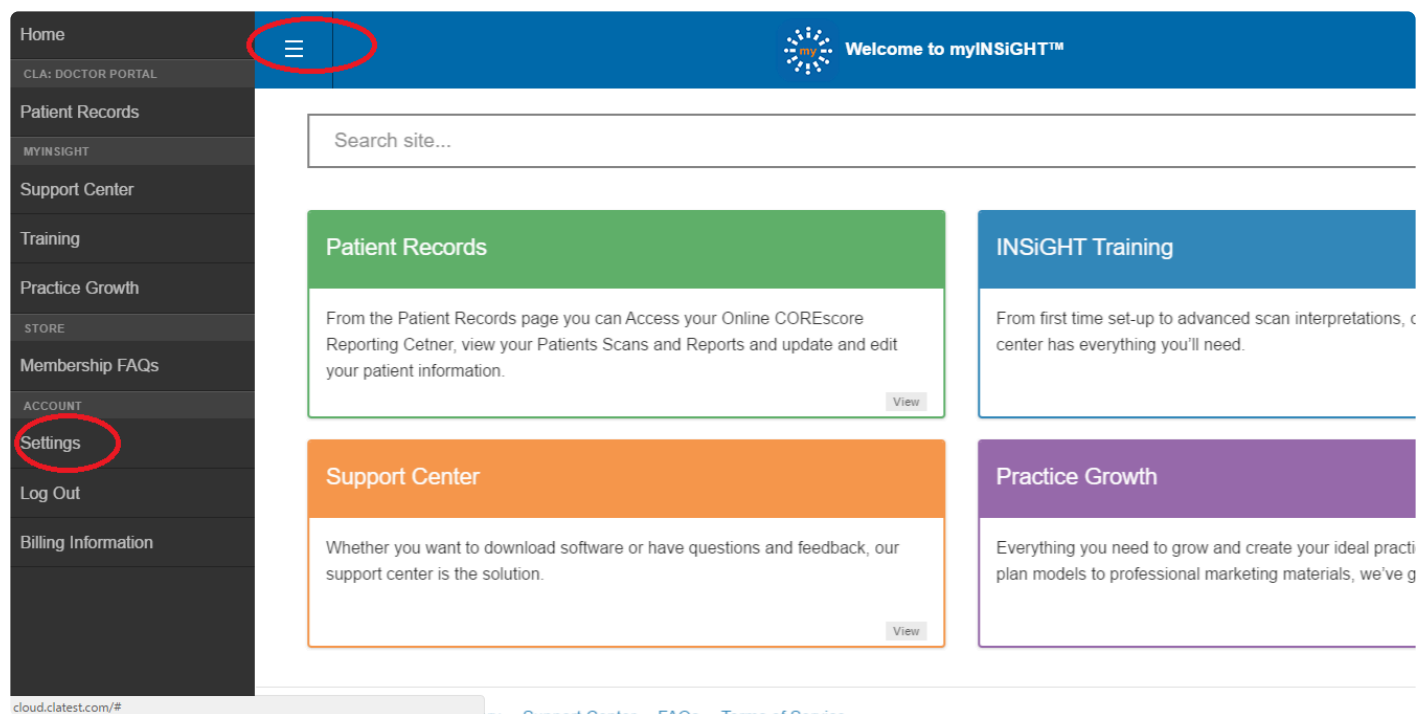 Home
CLA: DOCTOR PORTAL
Patient Records
MYINSIGHT
Support Center
Training
Practice Growth
STORE
Membership FAQs
ACCOUNT
Settings
Log Out
Billing Information
cloud.clatest.com/#
my
Welcome to myINSiGHT™
Search site...
Patient Records
From the Patient Records page you can Access your Online COREscore
Reporting Cetner, view your Patients Scans and Reports and update and edit
your patient information.
View
INSiGHT Training
From first time set-up to advanced scan interpretations,
center has everything you'll need.
Support Center
Whether you want to download software or have questions and feedback, our
support center is the solution.
View
Practice Growth
Everything you need to grow and create your ideal practi
plan models to professional marketing materials, we've g
Support Center FAQs Terms of Service